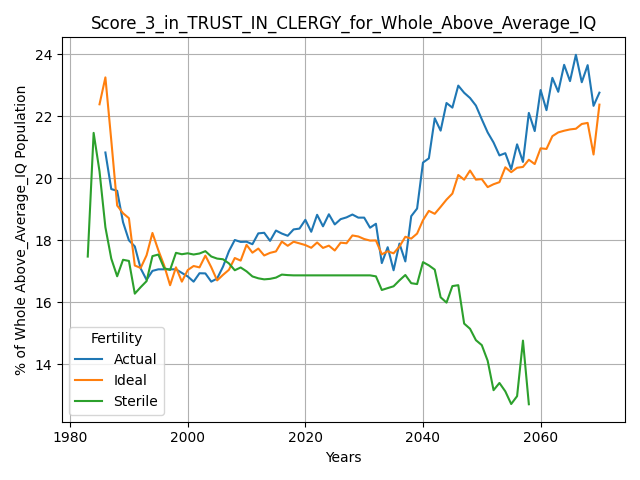 Score_3_in_TRUST_IN_CLERGY_for_Whole_Above_Average_IQ
% of Whole Above_Average_IQ Population
24
22
20
18
16
14
Fertility
Actual
Ideal
Sterile
1980 2000 2020 2040 2060
Years